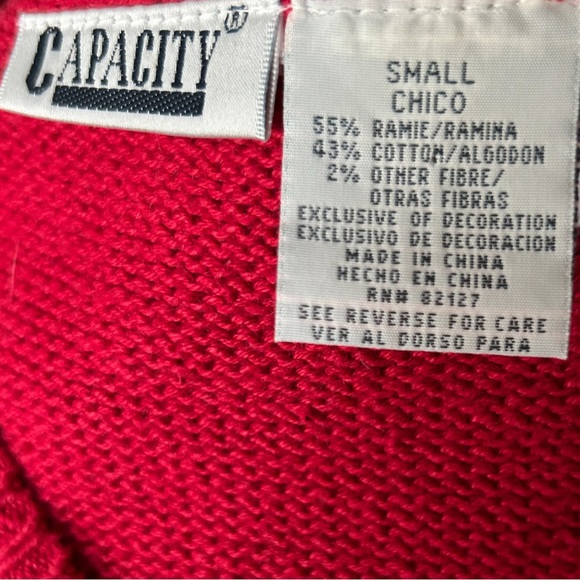 CAPACITY®
SMALL
CHICO
55% RAMIE/RAMINA
43% COTTON/ALGODON
2% OTHER FIBRE/
OTRAS FIBRAS
EXCLUSIVE OF DECORATION
EXCLUSIVO DE DECORACION
MADE IN CHINA
HECHO EN CHINA
RN# 82127
SEE REVERSE FOR CARE
VER AL DORSO PARA